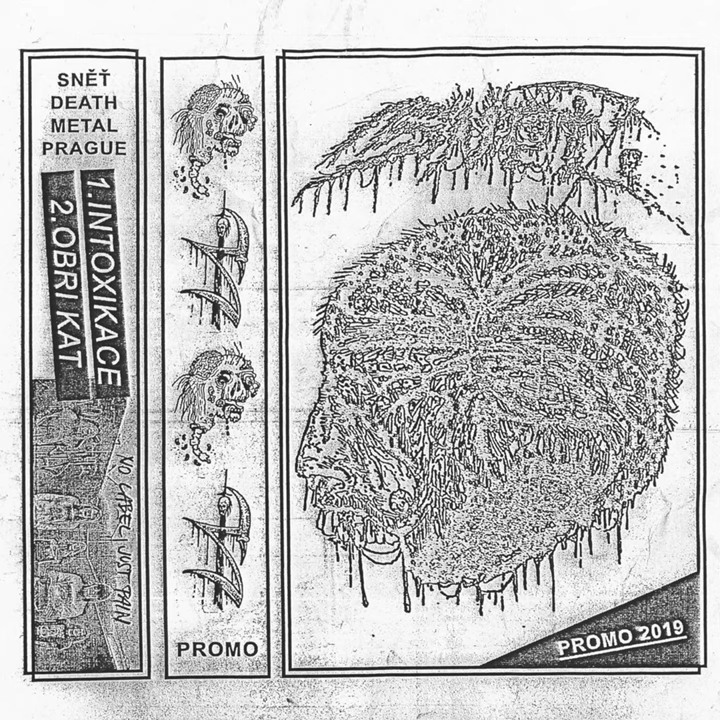 SNĚŤ
DEATH
METAL
PRAGUE
1. INTOXIKACE
2. OBRI KAT
NO LABEL, JUST PAIN
PROMO
PROMO 2019